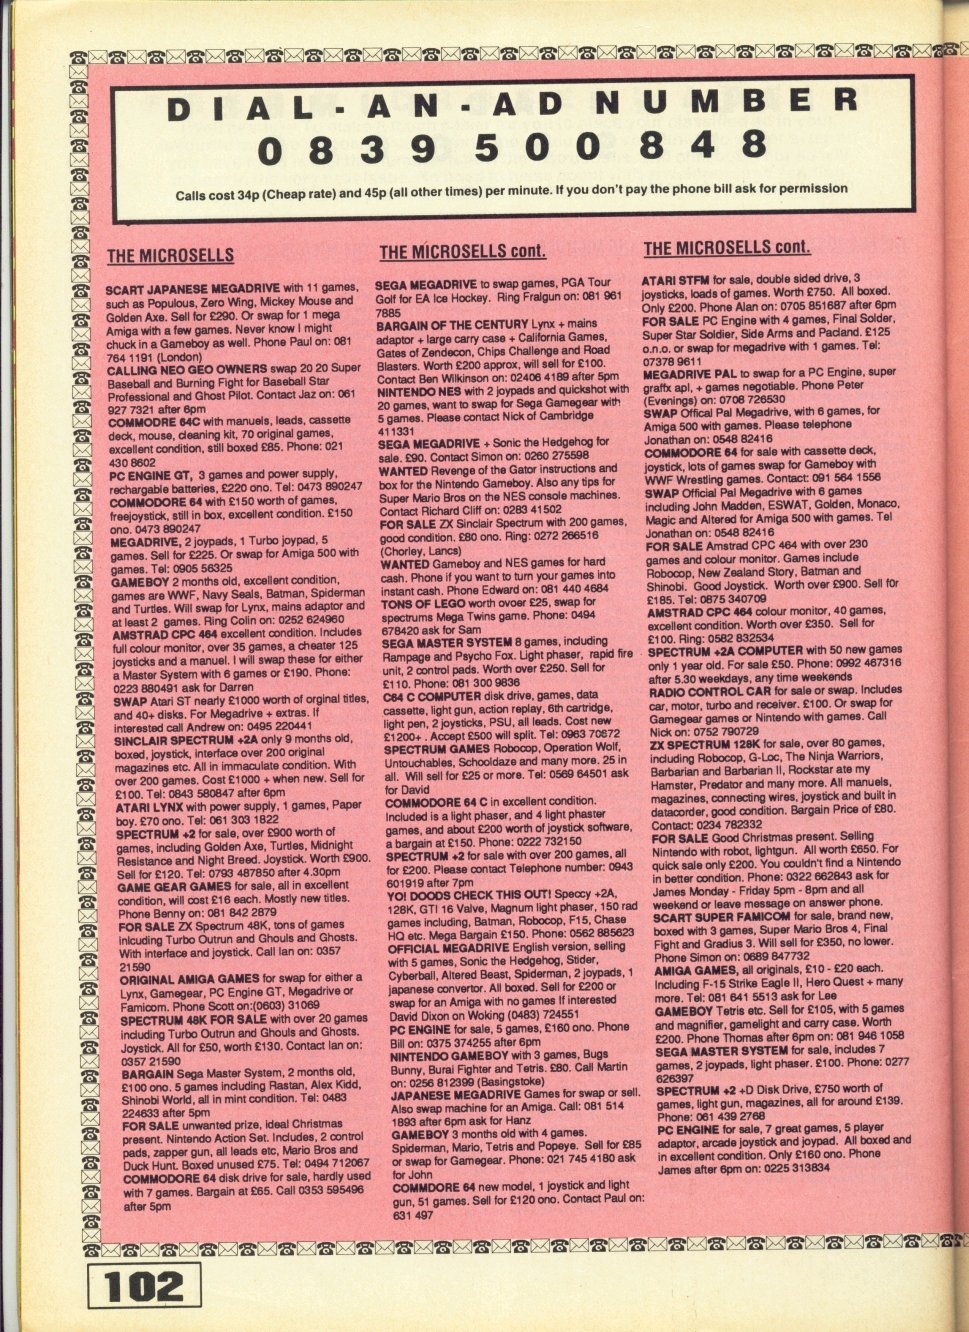 DIAL-AN-AD NUMBER
0839 500 848
Calls cost 34p (Cheap rate) and 45p (all other times) per minute. If you don't pay the phone bill ask for permission
THE MICROSELLS
SCART JAPANESE MEGADRIVE with 11 games,
such as Populous, Zero Wing, Mickey Mouse and
Golden Axe. Sell for £290. Or swap for 1 mega
Amiga with a few games. Never know I might
chuck in a Gameboy as well. Phone Paul on: 081
764 1191 (London)
CALLING NEO GEO OWNERS swap 20 20 Super
Baseball and Burning Fight for Baseball Star
Professional and Ghost Pilot. Contact Jaz on: 061
927 7321 after 6pm
COMMODRE 64C with manuels, leads, cassette
deck, mouse, cleaning kit, 70 original games,
excellent condition, still boxed £85. Phone: 021
430 8602
PC ENGINE GT, 3 games and power supply,
rechargable batteries, £220 ono. Tel: 0473 890247
COMMODORE 64 with £150 worth of games,
freejoystick, still in box, excellent condition. £150
ono. 0473 890247
MEGADRIVE, 2 joypads, 1 Turbo joypad, 5
games. Sell for £225. Or swap for Amiga 500 with
games. Tel: 0905 56325
GAMEBOY 2 months old, excellent condition,
games are WWF, Navy Seals, Batman, Spiderman
and Turtles. Will swap for Lynx, mains adaptor and
at least 2 games. Ring Colin on: 0252 624960
AMSTRAD CPC 464 excellent condition. Includes
full colour monitor, over 35 games, a cheater 125
joysticks and a manuel. I will swap these for either
a Master System with 6 games or £190. Phone:
0223 880491 ask for Darren
SWAP Atari ST nearly £1000 worth of orginal titles,
and 40+ disks. For Megadrive + extras. If
interested call Andrew on: 0495 220441
SINCLAIR SPECTRUM +2A only 9 months old,
boxed, joystick, interface over 200 original
magazines etc. All in immaculate condition. With
over 200 games. Cost £1000 + when new. Sell for
£100. Tel: 0843 580847 after 6pm
ATARI LYNX with power supply, 1 games, Paper
boy. £70 ono. Tel: 061 303 1822
SPECTRUM +2 for sale, over £900 worth of
games, including Golden Axe, Turtles, Midnight
Resistance and Night Breed. Joystick. Worth £900.
Sell for £120. Tel: 0793 487850 after 4.30pm
GAME GEAR GAMES for sale, all in excellent
condition, will cost £16 each. Mostly new titles.
Phone Benny on: 081 842 2879
FOR SALE ZX Spectrum 48K, tons of games
inlcuding Turbo Outrun and Ghouls and Ghosts.
With interface and joystick. Call Ian on: 0357
21590
ORIGINAL AMIGA GAMES for swap for either a
Lynx, Gamegear, PC Engine GT, Megadrive or
Famicom. Phone Scott on:(0603) 31069
SPECTRUM 48K FOR SALE with over 20 games
including Turbo Outrun and Ghouls and Ghosts.
Joystick. All for £50, worth £130. Contact Ian on:
0357 21590
BARGAIN Sega Master System, 2 months old,
£100 ono. 5 games including Rastan, Alex Kidd,
Shinobi World, all in mint condition. Tel: 0483
224633 after 5pm
FOR SALE unwanted prize, ideal Christmas
present. Nintendo Action Set. Includes, 2 control
pads, zapper gun, all leads etc, Mario Bros and
Duck Hunt. Boxed unused £75. Tel: 0494 712067
COMMODORE 64 disk drive for sale, hardly used
with 7 games. Bargain at £65. Call 0353 595496
after 5pm
THE MICROSELLS cont.
SEGA MEGADRIVE to swap games, PGA Tour
Golf for EA Ice Hockey. Ring Fralgun on: 081 961
7885
BARGAIN OF THE CENTURY Lynx + mains
adaptor + large carry case + California Games,
Gates of Zendecon, Chips Challenge and Road
Blasters. Worth £200 approx, will sell for £100.
Contact Ben Wilkinson on: 02406 4189 after 5pm
NINTENDO NES with 2 joypads and quickshot with
20 games, want to swap for Sega Gamegear with
5 games. Please contact Nick of Cambridge
411331
SEGA MEGADRIVE + Sonic the Hedgehog for
sale. £90. Contact Simon on: 0260 275598
WANTED Revenge of the Gator instructions and
box for the Nintendo Gameboy. Also any tips for
Super Mario Bros on the NES console machines.
Contact Richard Cliff on: 0283 41502
FOR SALE ZX Sinclair Spectrum with 200 games,
good condition. £80 ono. Ring: 0272 266516
(Chorley, Lancs)
WANTED Gameboy and NES games for hard
cash. Phone if you want to turn your games into
instant cash. Phone Edward on: 081 440 4684
TONS OF LEGO worth ovoer £25, swap for
spectrums Mega Twins game. Phone: 0494
678420 ask for Sam
SEGA MASTER SYSTEM 8 games, including
Rampage and Psycho Fox. Light phaser, rapid fire
unit, 2 control pads. Worth over £250. Sell for
£110. Phone: 081 300 9836
C64 C COMPUTER disk drive, games, data
cassette, light gun, action replay, 6th cartridge,
light pen, 2 joysticks, PSU, all leads. Cost new
£1200+ . Accept £500 will split. Tel: 0963 70672
SPECTRUM GAMES Robocop, Operation Wolf,
Untouchables, Schooldaze and many more. 25 in
all. Will sell for £25 or more. Tel: 0569 64501 ask
for David
COMMODORE 64 C in excellent condition.
Included is a light phaser, and 4 light phaster
games, and about £200 worth of joystick software,
a bargain at £150. Phone: 0222 732150
SPECTRUM +2 for sale with over 200 games, all
for £200. Please contact Telephone number: 0943
601919 after 7pm
YO! DOODS CHECK THIS OUT! Speccy +2A,
128K, GTI 16 Valve, Magnum light phaser, 150 rad
games including, Batman, Robocop, F15, Chase
HQ etc. Mega Bargain £150. Phone: 0562 885623
OFFICIAL MEGADRIVE English version, selling
with 5 games, Sonic the Hedgehog, Stider,
Cyberball, Altered Beast, Spiderman, 2 joypads, 1
japanese convertor. All boxed. Sell for £200 or
swap for an Amiga with no games If interested
David Dixon on Woking (0483) 724551
PC ENGINE for sale, 5 games, £160 ono. Phone
Bill on: 0375 374255 after 6pm
NINTENDO GAMEBOY with 3 games, Bugs
Bunny, Burai Fighter and Tetris. £80. Call Martin
on: 0256 812399 (Basingstoke)
JAPANESE MEGADRIVE Games for swap or sell.
Also swap machine for an Amiga. Call: 081 514
1893 after 6pm ask for Hanz
GAMEBOY 3 months old with 4 games.
Spiderman, Mario, Tetris and Popeye. Sell for £85
or swap for Gamegear. Phone: 021 745 4180 ask
for John
COMMDORE 64 new model, 1 joystick and light
gun, 51 games. Sell for £120 ono. Contact Paul on:
631 497
THE MICROSELLS cont.
ATARI STFM for sale, double sided drive, 3
joysticks, loads of games. Worth £750. All boxed.
Only £200. Phone Alan on: 0705 851687 after 6pm
FOR SALE PC Engine with 4 games, Final Solder,
Super Star Soldier, Side Arms and Pacland. £125
o.n.o. or swap for megadrive with 1 games. Tel:
07378 9611
MEGADRIVE PAL to swap for a PC Engine, super
graffx apl, + games negotiable. Phone Peter
(Evenings) on: 0708 726530
SWAP Offical Pal Megadrive, with 6 games, for
Amiga 500 with games. Please telephone
Jonathan on: 0548 82416
COMMODORE 64 for sale with cassette deck,
joystick, lots of games swap for Gameboy with
WWF Wrestling games. Contact: 091 564 1556
SWAP Official Pal Megadrive with 6 games
including John Madden, ESWAT, Golden, Monaco,
Magic and Altered for Amiga 500 with games. Tel
Jonathan on: 0548 82416
FOR SALE Amstrad CPC 464 with over 230
games and colour monitor. Games include
Robocop, New Zealand Story, Batman and
Shinobi. Good Joystick. Worth over £900. Sell for
£185. Tel: 0875 340709
AMSTRAD CPC 464 colour monitor, 40 games,
excellent condition. Worth over £350. Sell for
£100. Ring: 0582 832534
SPECTRUM +2A COMPUTER with 50 new games
only 1 year old. For sale £50. Phone: 0992 467316
after 5.30 weekdays, any time weekends
RADIO CONTROL CAR for sale or swap. Includes
car, motor, turbo and receiver. £100. Or swap for
Gamegear games or Nintendo with games. Call
Nick on: 0752 790729
ZX SPECTRUM 128K for sale, over 80 games,
including Robocop, G-Loc, The Ninja Warriors,
Barbarian and Barbarian II, Rockstar ate my
Hamster, Predator and many more. All manuels,
magazines, connecting wires, joystick and built in
datacorder, good condition. Bargain Price of £80.
Contact: 0234 782332
FOR SALE Good Christmas present. Selling
Nintendo with robot, lightgun. All worth £650. For
quick sale only £200. You couldn't find a Nintendo
in better condition. Phone: 0322 662843 ask for
James Monday - Friday 5pm - 8pm and all
weekend or leave message on answer phone.
SCART SUPER FAMICOM for sale, brand new,
boxed with 3 games, Super Mario Bros 4, Final
Fight and Gradius 3. Will sell for £350, no lower.
Phone Simon on: 0689 847732
AMIGA GAMES, all originals, £10 - £20 each.
Including F-15 Strike Eagle II, Hero Quest + many
more. Tel: 081 641 5513 ask for Lee
GAMEBOY Tetris etc. Sell for £105, with 5 games
and magnifier, gamelight and carry case. Worth
£200. Phone Thomas after 6pm on: 081 946 1058
SEGA MASTER SYSTEM for sale, includes 7
games, 2 joypads, light phaser. £100. Phone: 0277
626397
SPECTRUM +2 +D Disk Drive, £750 worth of
games, light gun, magazines, all for around £139.
Phone: 061 439 2768
PC ENGINE for sale, 7 great games, 5 player
adaptor, arcade joystick and joypad. All boxed and
in excellent condition. Only £160 ono. Phone
James after 6pm on: 0225 313834
102